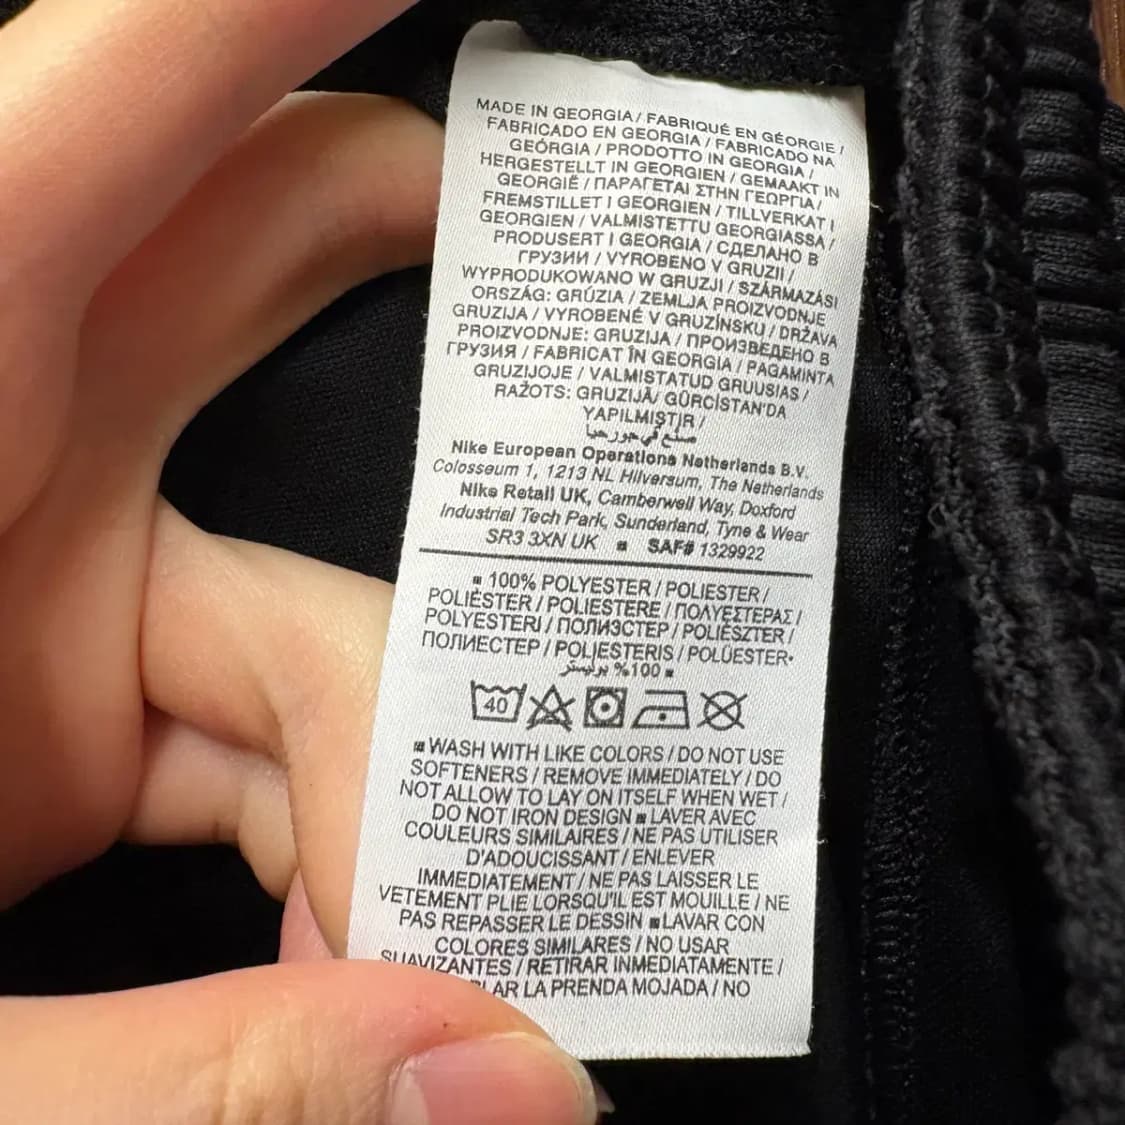 MADE IN GEORGIA / FABRIQUÉ EN GÉORGIE /
FABRICADO EN GEORGIA / FABRICADO NA
GEÓRGIA / PRODOTTO IN GEORGIA /
HERGESTELLT IN GEORGIEN / GEMAAKT IN
GEORGIË / ΠΑΡΑΓΕΤΑΙ ΣΤΗΝ ΓΕΩΡΓΙΑ /
FREMSTILLET I GEORGIEN / TILLVERKAT I
GEORGIEN / VALMISTETTU GEORGIASSA /
PRODUSERT I GEORGIA / СДЕЛАНО В
ГРУЗИИ / VYROBENO V GRUZII /
WYPRODUKOWANO W GRUZJI / SZÁRMAZÁSI
ORSZÁG: GRÚZIA / ZEMLJA PROIZVODNJE
GRUZIJA / VYROBENÉ V GRUZÍNSKU / DRŽAVA
PROIZVODNJE: GRUZIJA / ПРОИЗВЕДЕНО В
ГРУЗИЯ / FABRICAT ÎN GEORGIA / PAGAMINTA
GRUZIJOJE / VALMISTATUD GRUUSIAS /
RAŽOTS: GRUZIJĀ/ GÜRCİSTAN'DA
YAPILMIŞTIR /
صنع في جورجيا
Nike European Operations Netherlands B.V.
Colosseum 1, 1213 NL Hilversum, The Netherlands
Nike Retail UK, Camberwell Way, Doxford
Industrial Tech Park, Sunderland, Tyne & Wear
SR3 3XN UK ■ SAF# 1329922
■ 100% POLYESTER / POLIESTER /
POLIÉSTER / POLIESTERE / ΠΟΛΥΕΣΤΕΡΑΣ /
POLYESTERI / ПОЛИЭСТЕР / POLIÉSZTER /
ПОЛИЕСТЕР / POLIESTERIS / POLÜESTER•
■ 100% بوليستر
40
■ WASH WITH LIKE COLORS / DO NOT USE
SOFTENERS / REMOVE IMMEDIATELY / DO
NOT ALLOW TO LAY ON ITSELF WHEN WET /
DO NOT IRON DESIGN ■ LAVER AVEC
COULEURS SIMILAIRES / NE PAS UTILISER
D'ADOUCISSANT / ENLEVER
IMMEDIATEMENT / NE PAS LAISSER LE
VETEMENT PLIE LORSQU'IL EST MOUILLE / NE
PAS REPASSER LE DESSIN ■ LAVAR CON
COLORES SIMILARES / NO USAR
SUAVIZANTES / RETIRAR INMEDIATAMENTE /
LA PRENDA MOJADA / NO